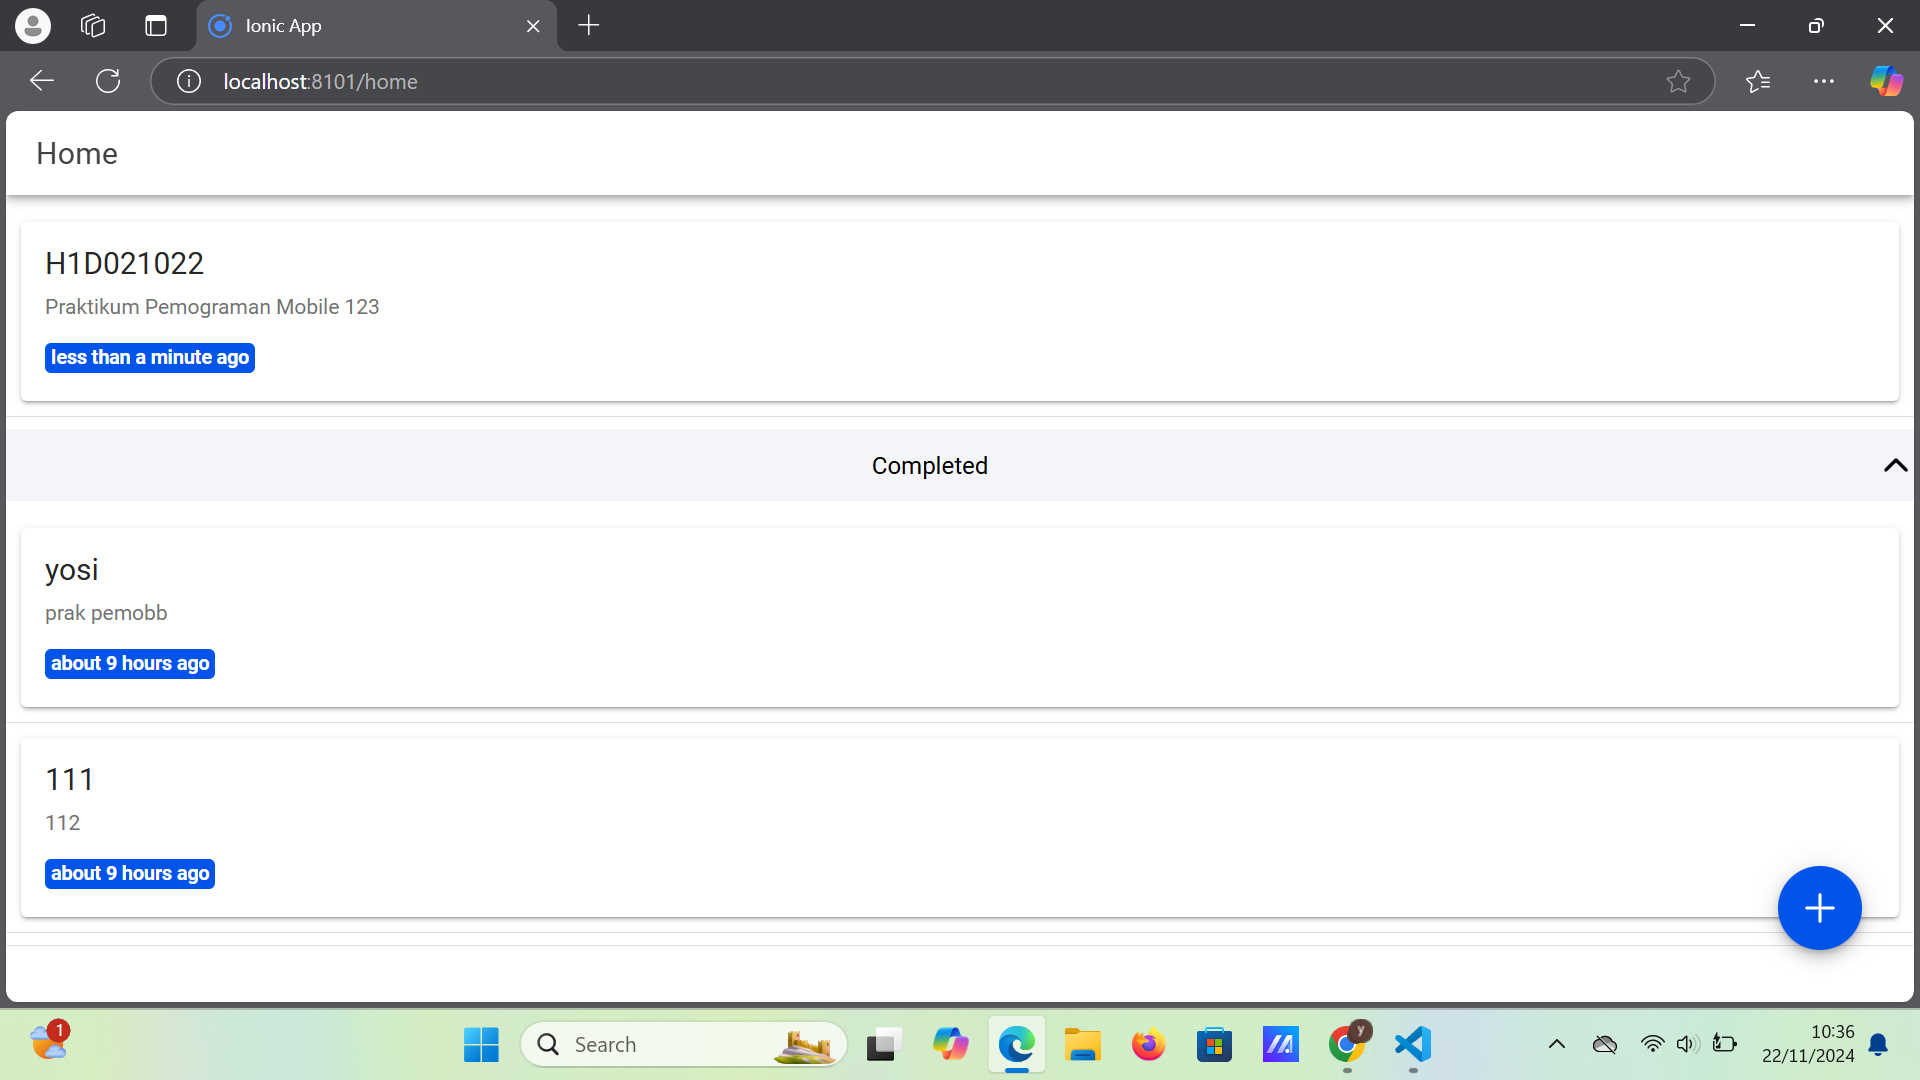 Ionic App
localhost:8101/home
Home
H1D021022
Praktikum Pemograman Mobile 123
less than a minute ago
Completed
yosi
prak pemobb
about 9 hours ago
111
112
about 9 hours ago
1
Search
y
10:36
22/11/2024